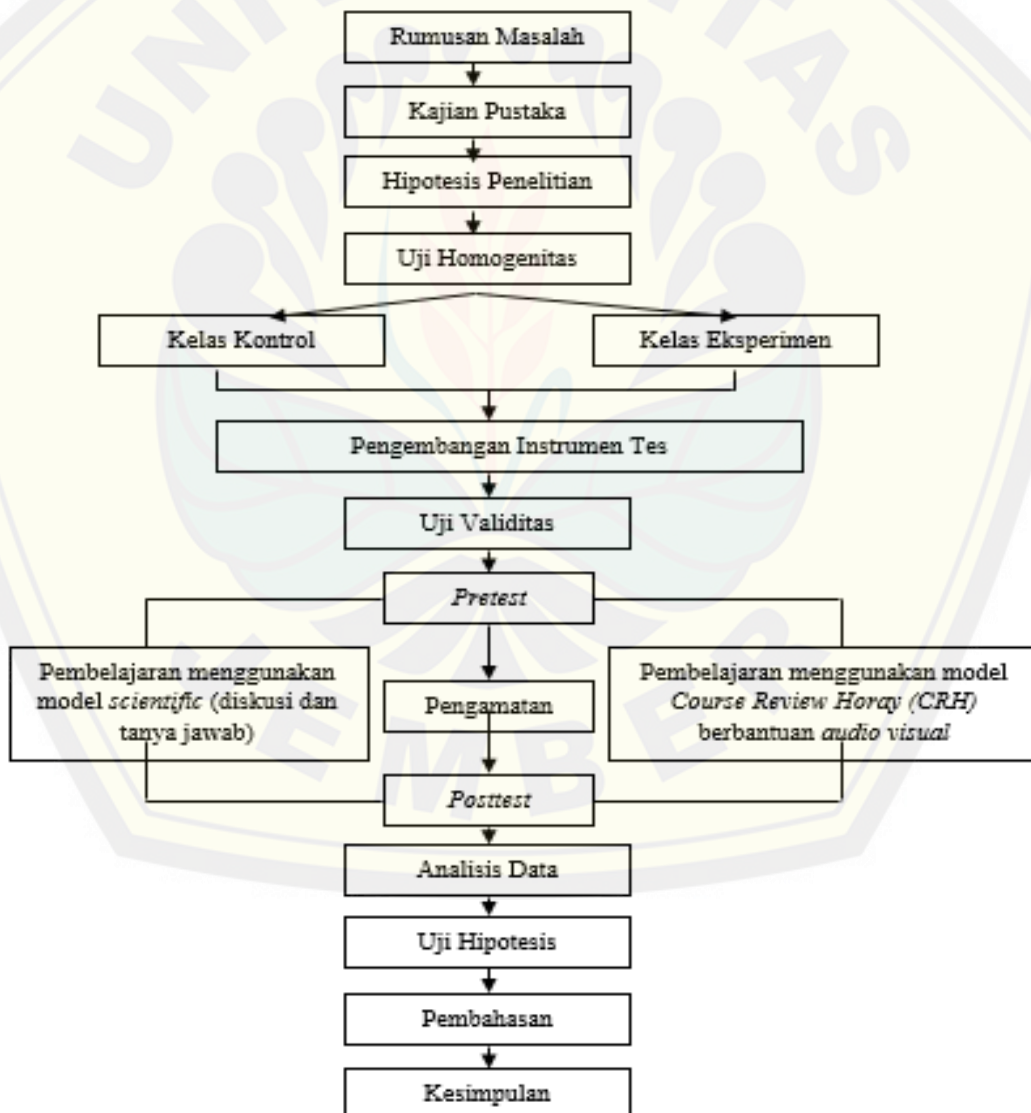 UNIVERSITAS
Rumusan Masalah
Kajian Pustaka
Hipotesis Penelitian
Uji Homogenitas
Kelas Kontrol
Kelas Eksperimen
Pengembangan Instrumen Tes
Uji Validitas
Pretest
Pembelajaran menggunakan
model scientific (diskusi dan
tanya jawab)
Pengamatan
Pembelajaran menggunakan model
Course Review Horay (CRH)
berbantuan audio visual
Posttest
JEMBER
Analisis Data
Uji Hipotesis
Pembahasan
Kesimpulan